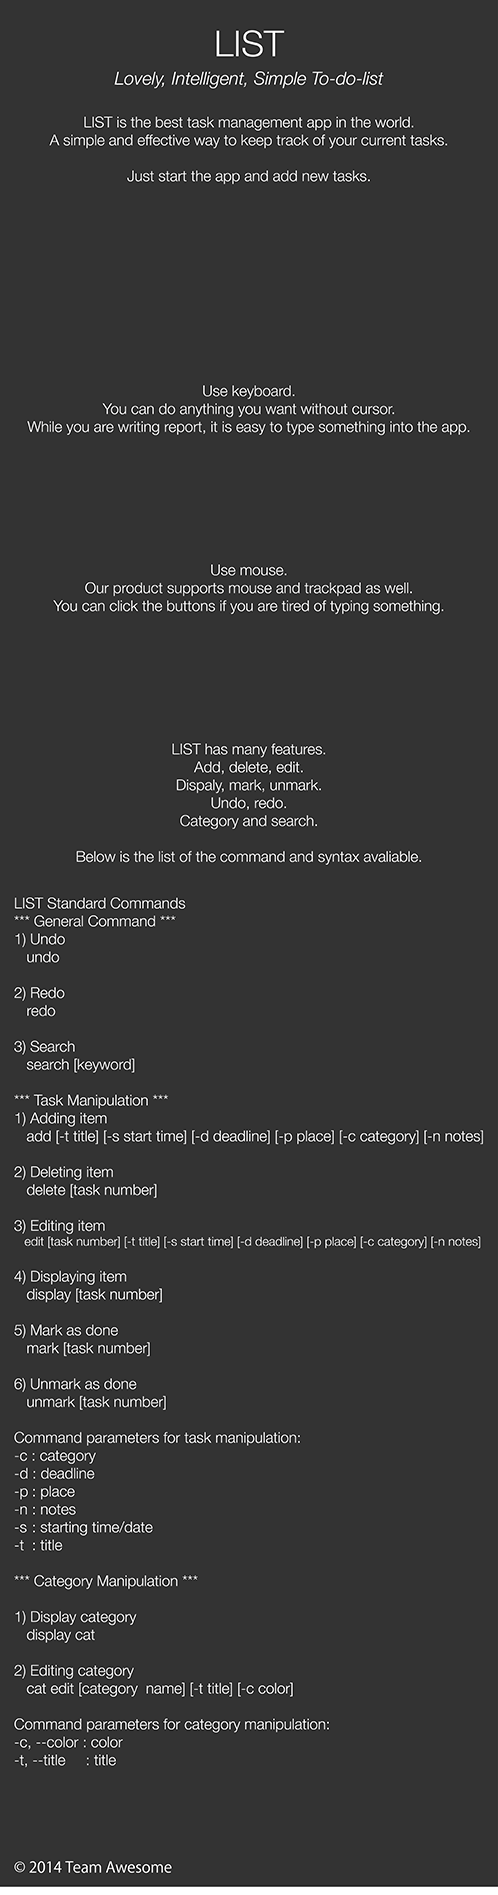 LIST
Lovely, Intelligent, Simple To-do-list
LIST is the best task management app in the world.
A simple and effective way to keep track of your current tasks.
Just start the app and add new tasks.
Use keyboard.
You can do anything you want without cursor.
While you are writing report, it is easy to type something into the app.
Use mouse.
Our product supports mouse and trackpad as well.
You can click the buttons if you are tired of typing something.
LIST has many features.
Add, delete, edit.
Dispaly, mark, unmark.
Undo, redo.
Category and search.
Below is the list of the command and syntax avaliable.
LIST Standard Commands
*** General Command ***
1) Undo
undo
2) Redo
redo
3) Search
search [keyword]
*** Task Manipulation ***
1) Adding item
add [-t title] [-s start time] [-d deadline] [-p place] [-c category] [-n notes]
2) Deleting item
delete [task number]
3) Editing item
edit [task number] [-t title] [-s start time] [-d deadline] [-p place] [-c category] [-n notes]
4) Displaying item
display [task number]
5) Mark as done
mark [task number]
6) Unmark as done
unmark [task number]
Command parameters for task manipulation:
-c : category
-d : deadline
-p : place
-n : notes
-s : starting time/date
-t : title
*** Category Manipulation ***
1) Display category
display cat
2) Editing category
cat edit [category name] [-t title] [-c color]
Command parameters for category manipulation:
-c, --color : color
-t, --title : title
© 2014 Team Awesome